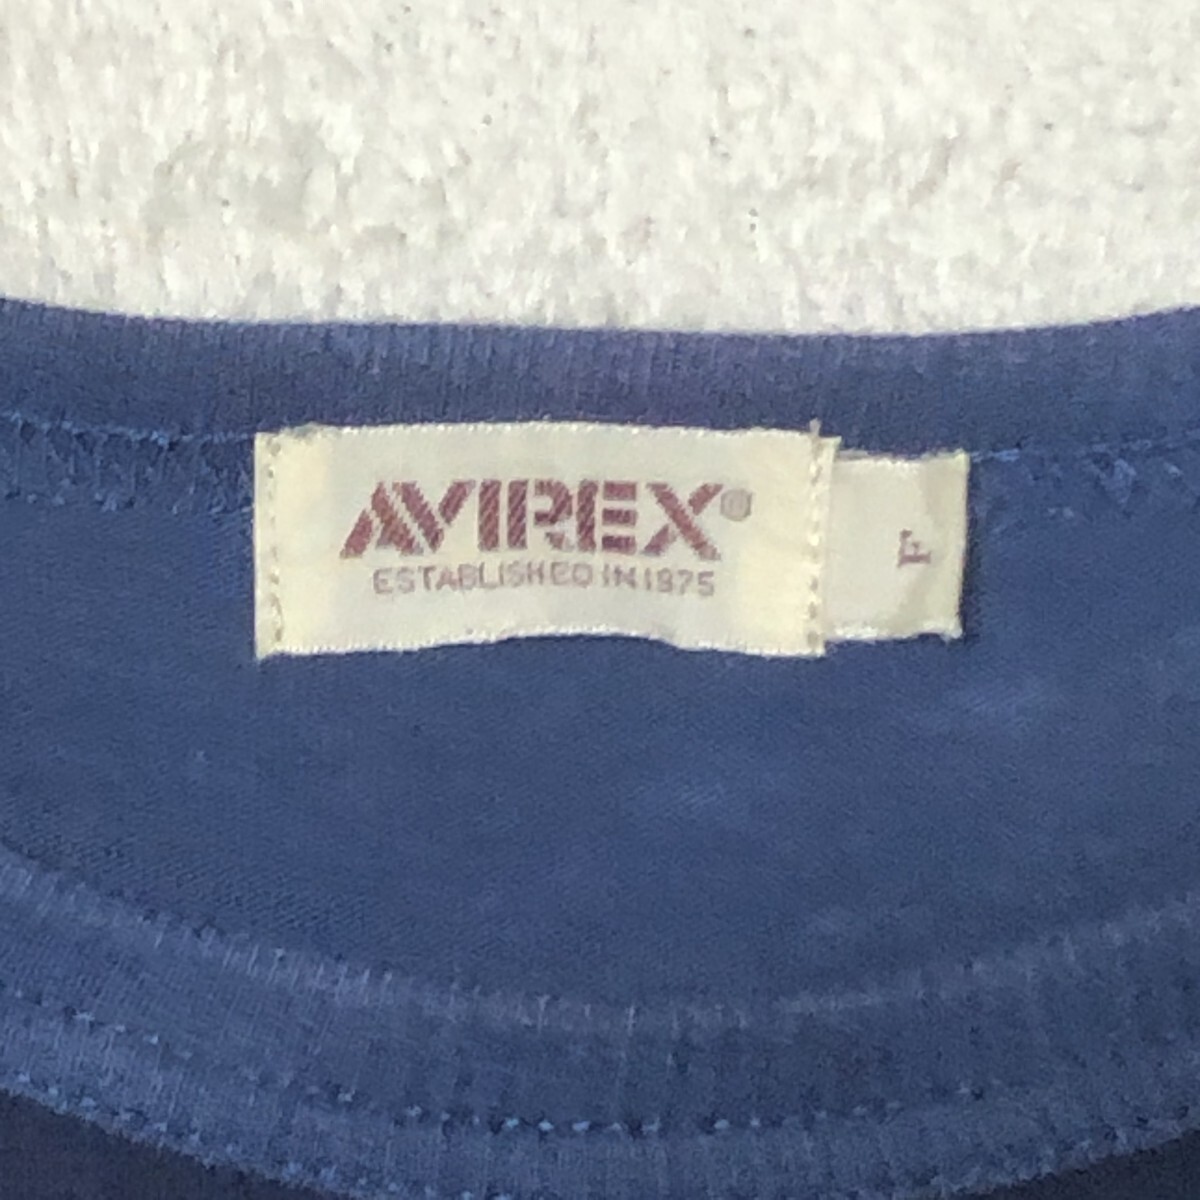 AVIREX®
ESTABLISHED IN 1975
F